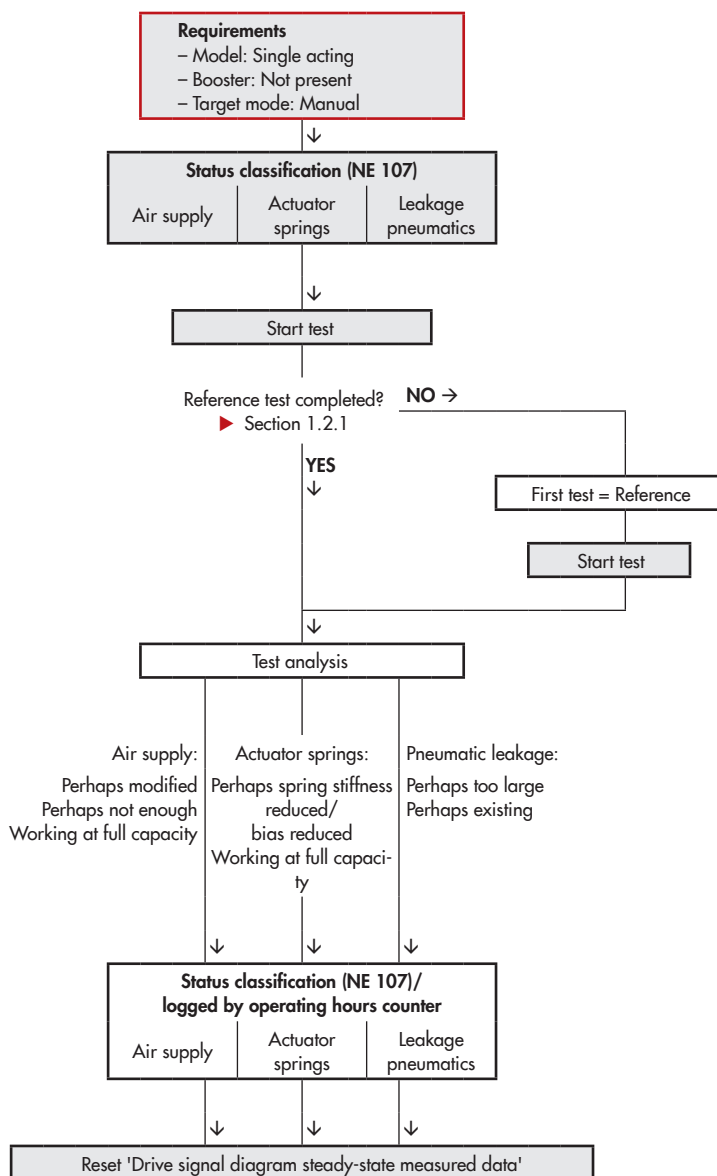 Requirements
– Model: Single acting
– Booster: Not present
– Target mode: Manual
Status classification (NE 107)
Air supply
Actuator
springs
Leakage
pneumatics
Start test
Reference test completed?
▶ Section 1.2.1
NO →
YES
First test = Reference
Start test
Test analysis
Air supply:
Perhaps modified
Perhaps not enough
Working at full capacity
Actuator springs:
Perhaps spring stiffness
reduced/
bias reduced
Working at full capaci-
ty
Pneumatic leakage:
Perhaps too large
Perhaps existing
Status classification (NE 107)/
logged by operating hours counter
Air supply
Actuator
springs
Leakage
pneumatics
Reset 'Drive signal diagram steady-state measured data'